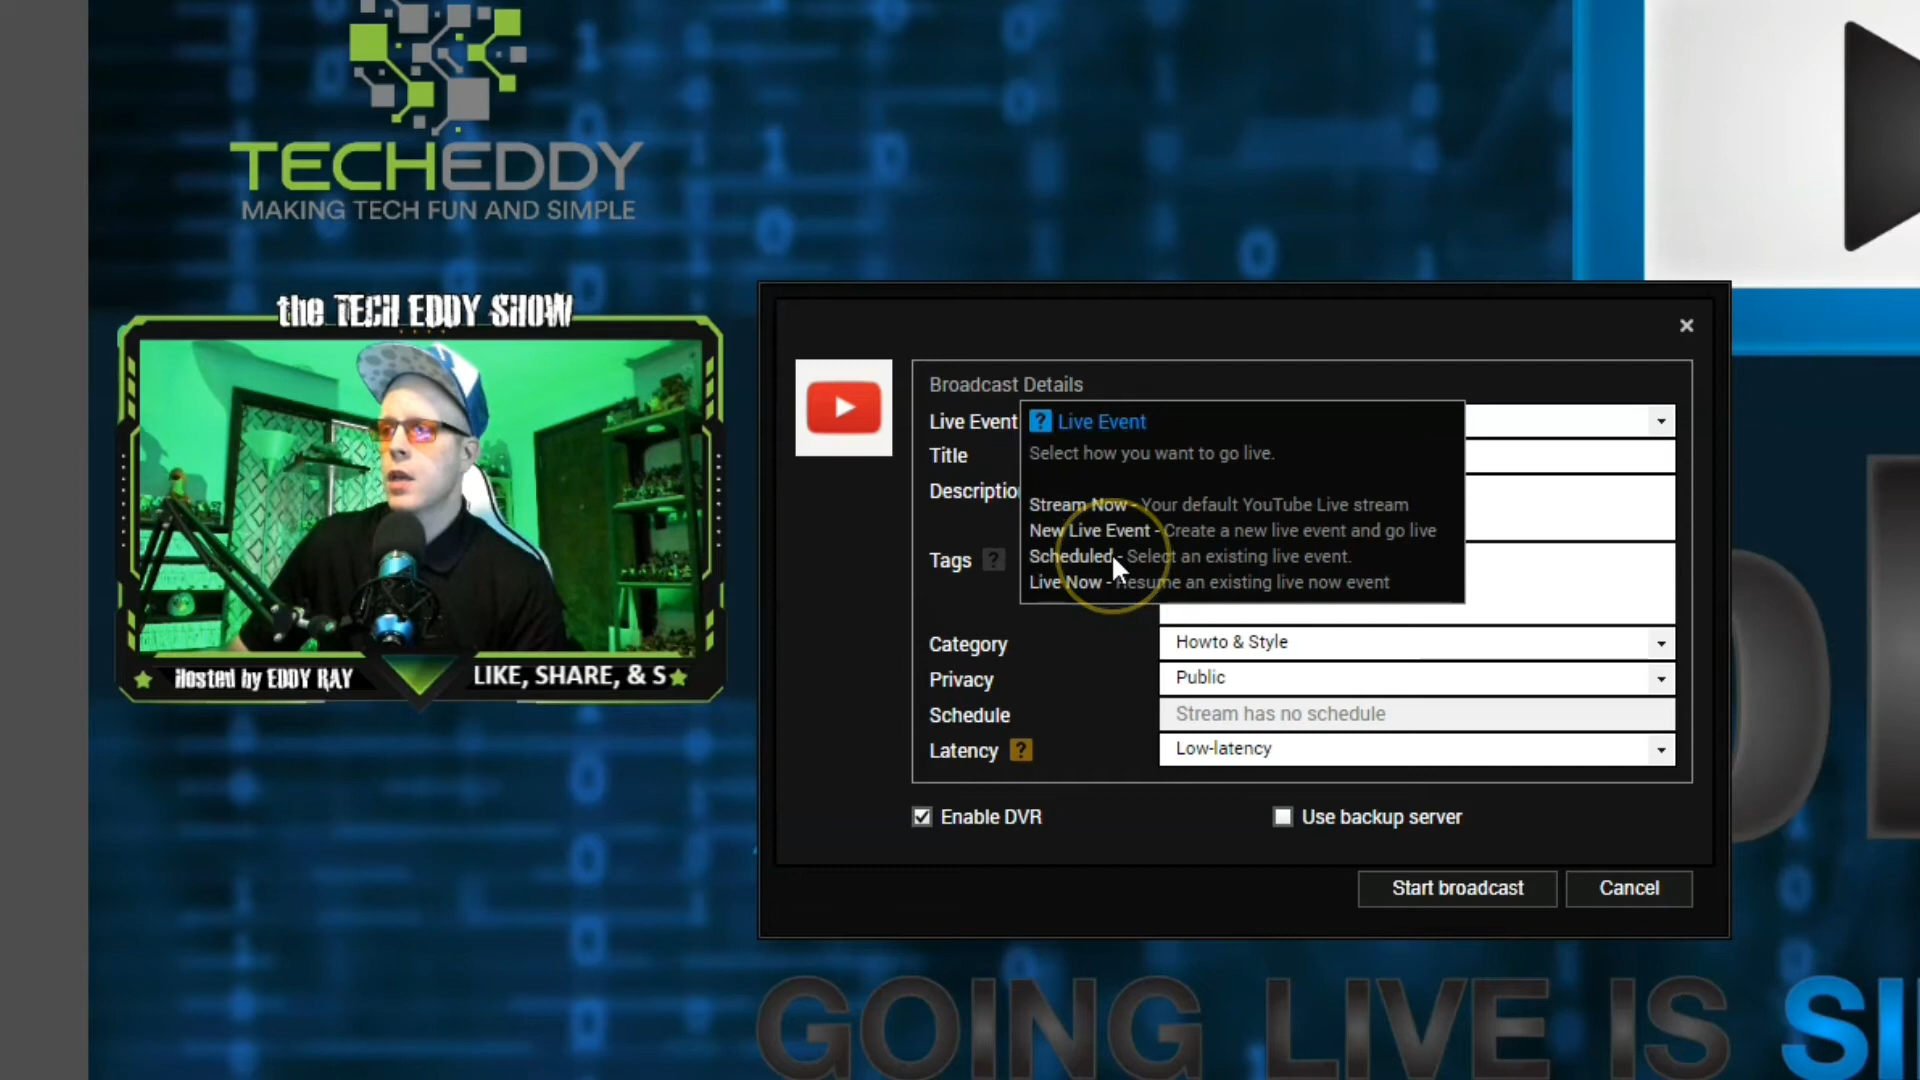 TECHEDDY
MAKING TECH FUN AND SIMPLE
the TECH EDDY SHOW
Hosted by EDDY RAY
LIKE, SHARE, & S
Broadcast Details
Live Event
? Live Event
Select how you want to go live.
Title
Stream Now - Your default YouTube Live stream
New Live Event - Create a new live event and go live
Scheduled - Select an existing live event.
Live Now - Resume an existing live now event
Descriptio
Tags ?
Category Howto & Style
Privacy Public
Schedule Stream has no schedule
Latency ? Low-latency
Enable DVR
Use backup server
Start broadcast
Cancel
GOING LIVE IS SI